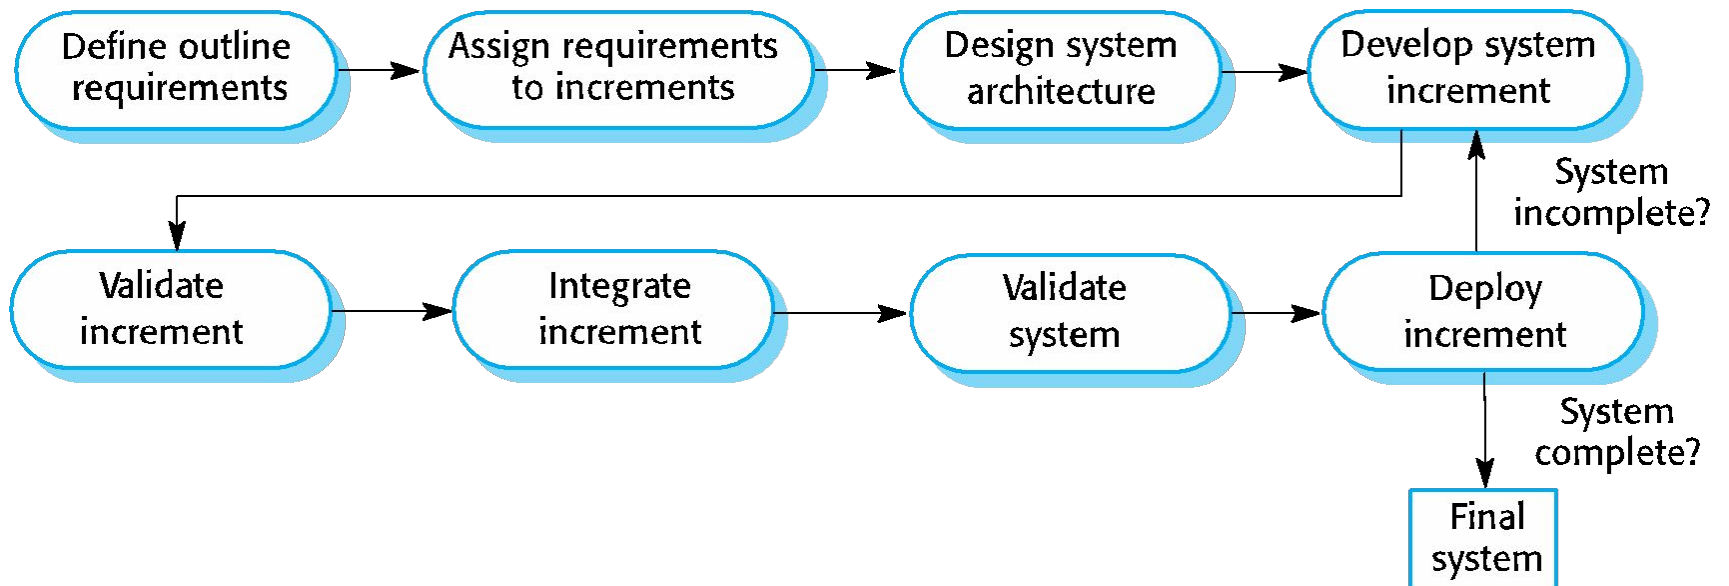 Define outline
requirements
Assign requirements
to increments
Design system
architecture
Develop system
increment
System
incomplete?
Validate
increment
Integrate
increment
Validate
system
Deploy
increment
System
complete?
Final
system